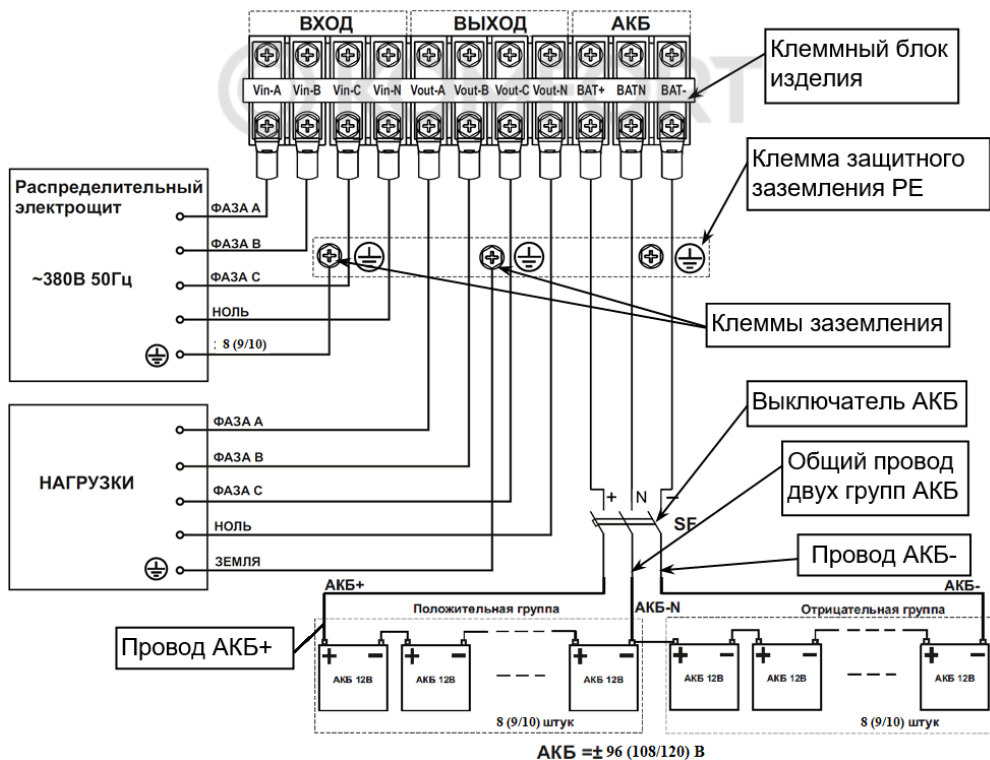 ВХОД
ВЫХОД
АКБ
KOMFORT
Vin-A
Vin-B
Vin-C
Vin-N
Vout-A
Vout-B
Vout-C
Vout-N
BAT+
BATN
BAT-
Клеммный блок
изделия
Клемма защитного
заземления PE
Распределительный
электрощит
~380В 50Гц
ФАЗА А
ФАЗА В
ФАЗА С
НОЛЬ
: 8 (9/10)
Клеммы заземления
НАГРУЗКИ
ФАЗА А
ФАЗА В
ФАЗА С
НОЛЬ
ЗЕМЛЯ
Выключатель АКБ
Общий провод
двух групп АКБ
+ N −
SF
Провод АКБ-
АКБ+
АКБ-N
АКБ-
Провод АКБ+
Положительная группа
+ −
АКБ 12В
+ −
АКБ 12В
+ −
АКБ 12В
8 (9/10) штук
Отрицательная группа
+ −
АКБ 12В
+ −
АКБ 12В
+ −
АКБ 12В
8 (9/10) штук
АКБ =± 96 (108/120) В